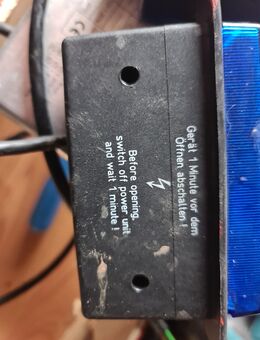 Gerät 1 Minute vor dem
Öffnen abschalten !
Before opening,
switch off power unit
and wait 1 minute !